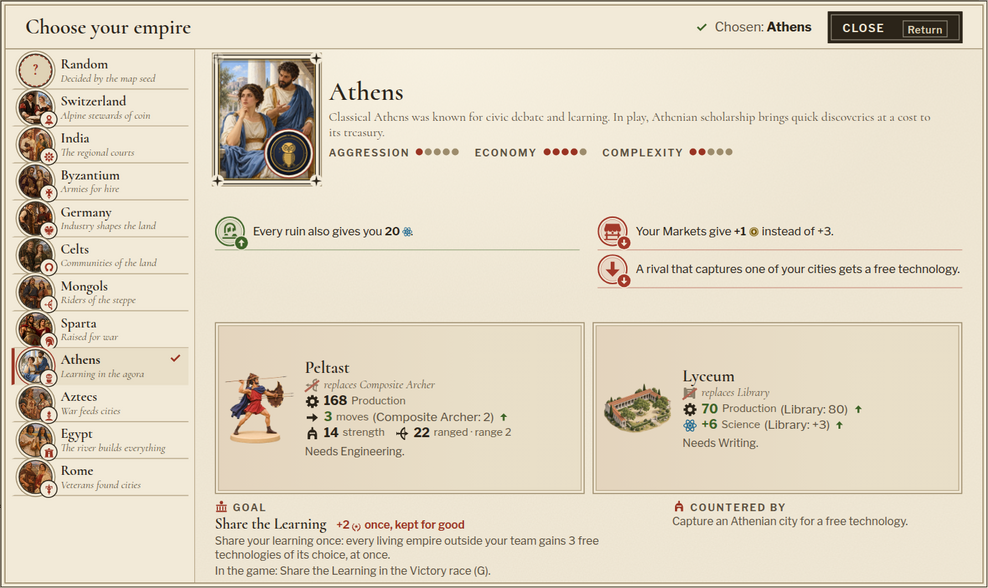 Choose your empire
Chosen: Athens
CLOSE Return
?
Random
Decided by the map seed
Switzerland
Alpine stewards of coin
India
The regional courts
Byzantium
Armies for hire
Germany
Industry shapes the land
Celts
Communities of the land
Mongols
Riders of the steppe
Sparta
Raised for war
Athens
Learning in the agora
Aztecs
War feeds cities
Egypt
The river builds everything
Rome
Veterans found cities
Athens
Classical Athens was known for civic debate and learning. In play, Athenian scholarship brings quick discoveries at a cost to
its treasury.
AGGRESSION ECONOMY COMPLEXITY
Every ruin also gives you 20
Your Markets give +1 instead of +3.
A rival that captures one of your cities gets a free technology.
Peltast
replaces Composite Archer
168 Production
3 moves (Composite Archer: 2)
14 strength 22 ranged · range 2
Needs Engineering.
Lyceum
replaces Library
70 Production (Library: 80)
+6 Science (Library: +3)
Needs Writing.
GOAL
Share the Learning +2 once, kept for good
Share your learning once: every living empire outside your team gains 3 free
technologies of its choice, at once.
In the game: Share the Learning in the Victory race (G).
COUNTERED BY
Capture an Athenian city for a free technology.